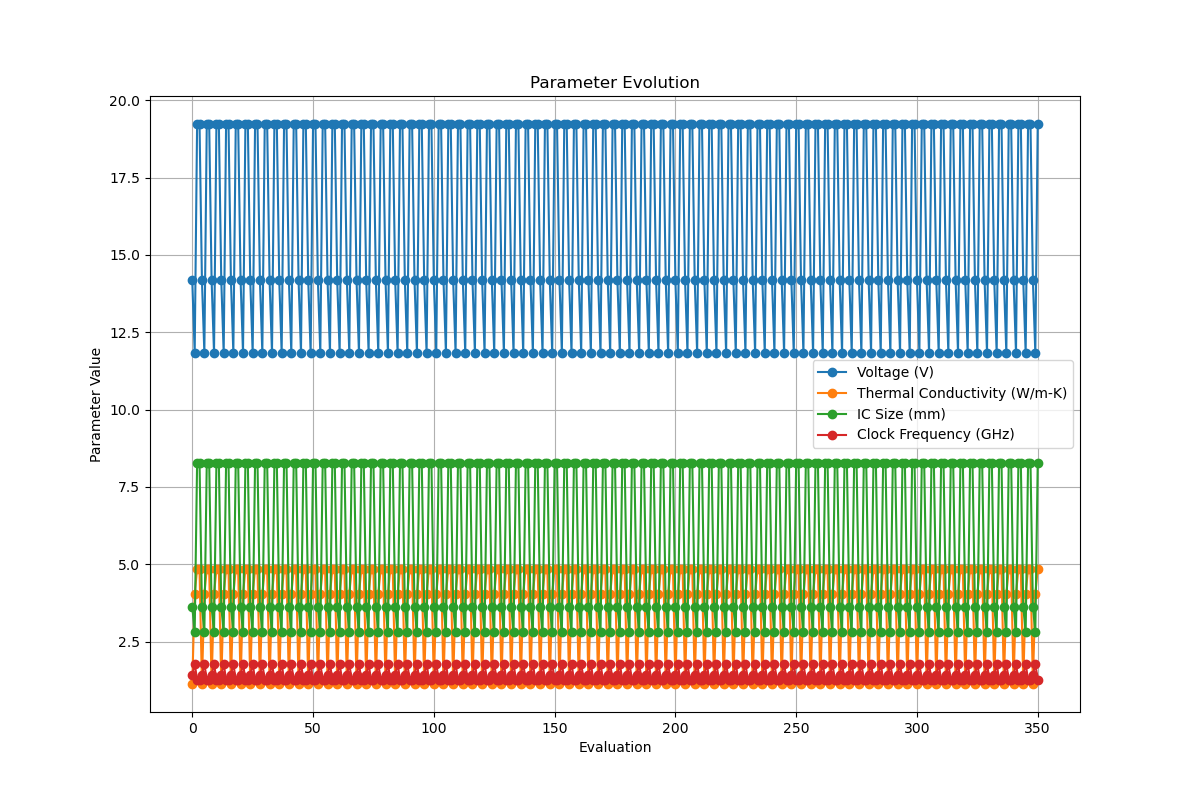 Parameter Evolution
Parameter Value
20.0
17.5
15.0
12.5
10.0
7.5
5.0
2.5
Voltage (V)
Thermal Conductivity (W/m-K)
IC Size (mm)
Clock Frequency (GHz)
0 50 100 150 200 250 300 350
Evaluation